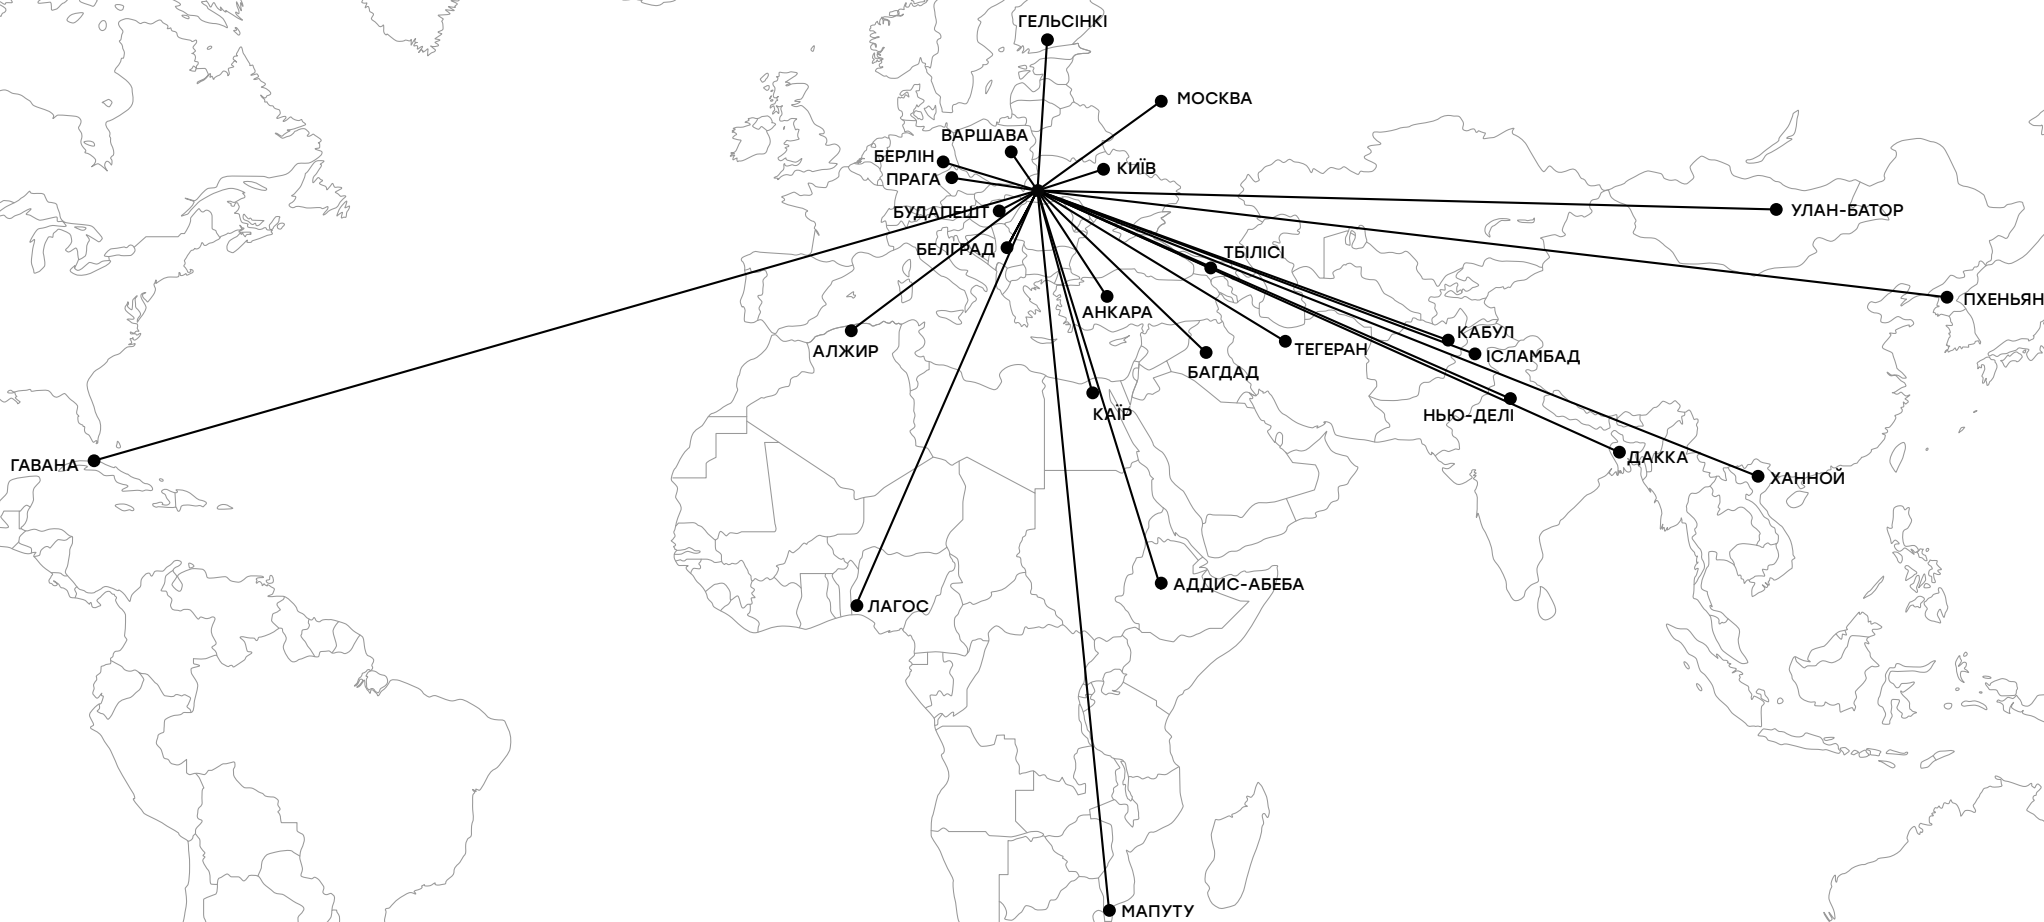 ГЕЛЬСІНКІ
МОСКВА
ВАРШАВА
БЕРЛІН
КИЇВ
ПРАГА
БУДАПЕШТ
УЛАН-БАТОР
БЕЛГРАД
ТБІЛІСІ
ПХЕНЬЯН
АНКАРА
КАБУЛ
АЛЖИР
ТЕГЕРАН
ІСЛАМБАД
БАГДАД
КАЇР
НЬЮ-ДЕЛІ
ГАВАНА
ДАККА
ХАННОЙ
АДДИС-АБЕБА
ЛАГОС
МАПУТУ